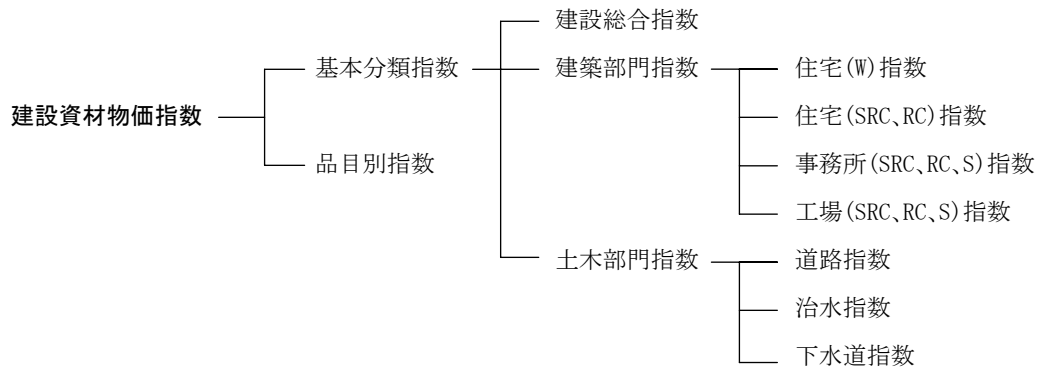 建設総合指数
基本分類指数
建築部門指数
住宅(W)指数
建設資材物価指数
住宅(SRC、RC)指数
品目別指数
事務所(SRC、RC、S)指数
工場(SRC、RC、S)指数
土木部門指数
道路指数
治水指数
下水道指数